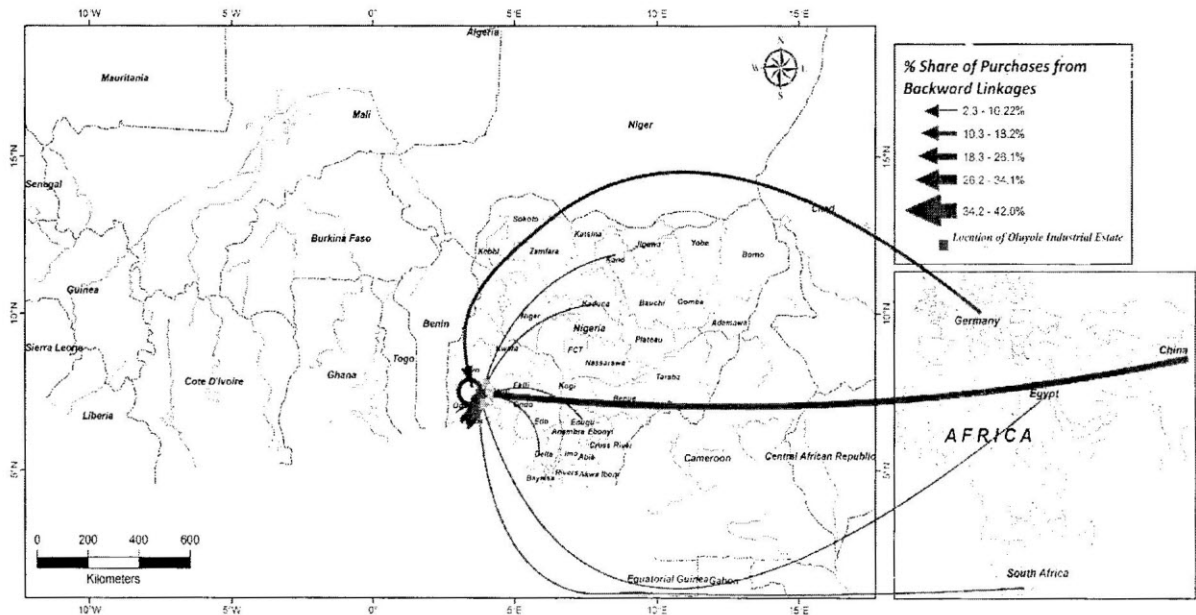 10°W 5°W 0° 5°E 10°E 15°E
Algeria
Mauritania
N
W
S
Mali
Niger
15°N
15°N
Senegal
Chad
Sokoto
Katsina
Jigawa
Yobe
Burkina Faso
Kebbi
Zamfara
Kano
Borno
Guinea
Kaduna
Bauchi
Gombe
10°N
10°N
Benin
Niger
Nigeria
Adamawa
Sierra Leone
Togo
Kwara
FCT
Plateau
Ghana
Nassarawa
Cote D'Ivoire
Taraba
Ekiti
Kogi
Liberia
Ondo
Benue
Edo
Enugu
Anambra Ebonyi
Cross River
Delta
Imo
Abia
Cameroon
Central African Republic
5°N
5°N
Rivers
Akwa Ibom
Bayelsa
0 200 400 600
Kilometers
Equatorial Guinea
Gabon
10°W 5°W 0° 5°E 10°E 15°E
% Share of Purchases from
Backward Linkages
2.3 - 10.22%
10.3 - 18.2%
18.3 - 26.1%
26.2 - 34.1%
34.2 - 42.0%
Location of Oluyole Industrial Estate
Germany
China
Egypt
AFRICA
South Africa